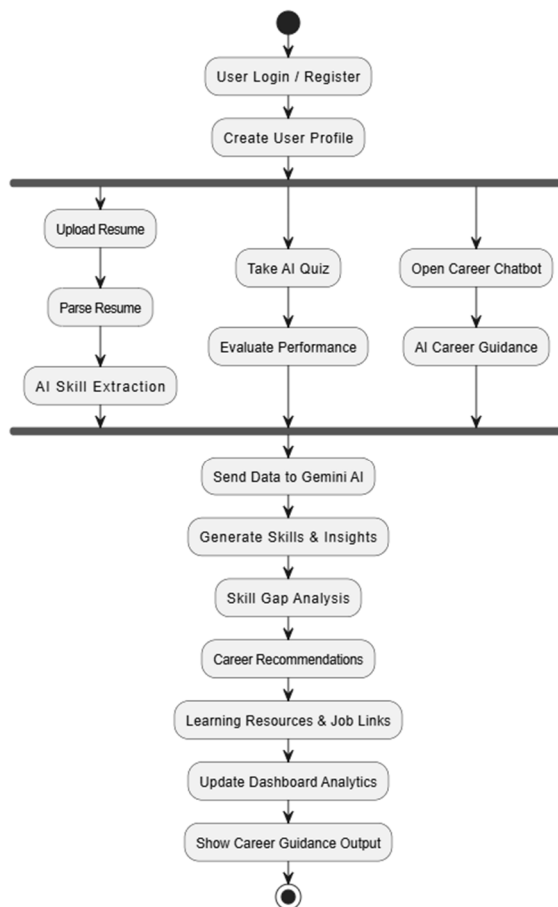 User Login / Register
Create User Profile
Upload Resume
Parse Resume
AI Skill Extraction
Take AI Quiz
Evaluate Performance
Open Career Chatbot
AI Career Guidance
Send Data to Gemini AI
Generate Skills & Insights
Skill Gap Analysis
Career Recommendations
Learning Resources & Job Links
Update Dashboard Analytics
Show Career Guidance Output